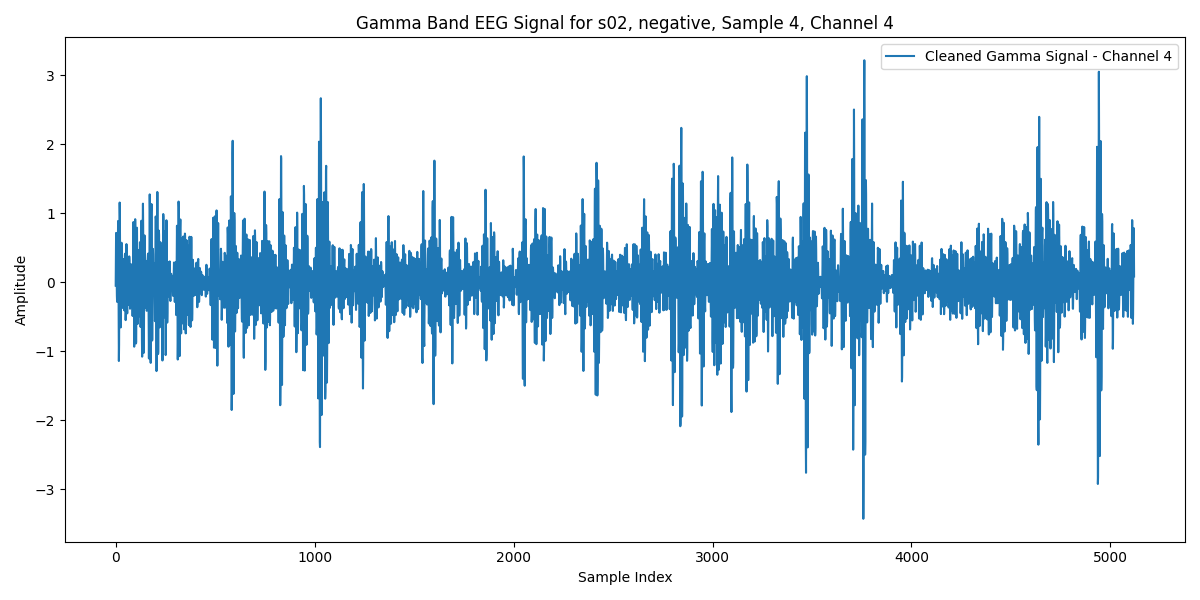 Gamma Band EEG Signal for s02, negative, Sample 4, Channel 4
Cleaned Gamma Signal - Channel 4
Amplitude
3
2
1
0
−1
−2
−3
0 1000 2000 3000 4000 5000
Sample Index